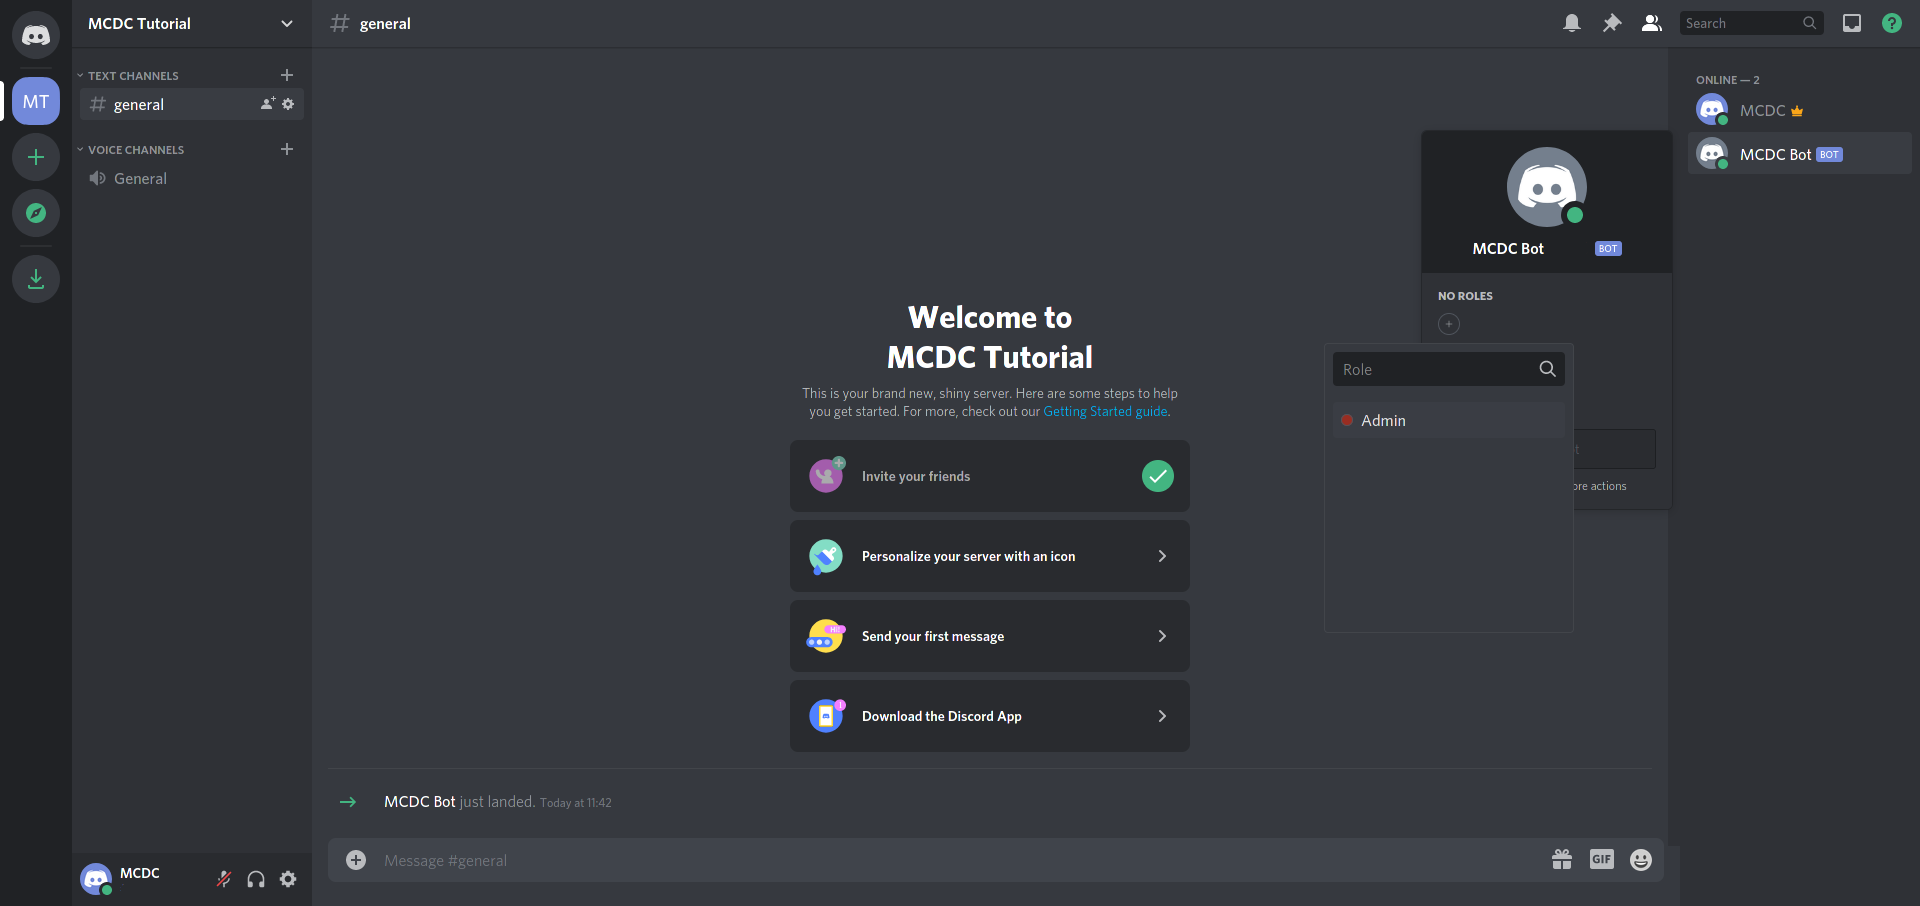 MCDC Tutorial
general
Search
MT
TEXT CHANNELS
general
VOICE CHANNELS
General
ONLINE — 2
MCDC
MCDC Bot BOT
MCDC Bot BOT
NO ROLES
Role
Admin
ore actions
Welcome to
MCDC Tutorial
This is your brand new, shiny server. Here are some steps to help
you get started. For more, check out our Getting Started guide.
Invite your friends
Personalize your server with an icon
Send your first message
Download the Discord App
MCDC Bot just landed. Today at 11:42
Message #general
GIF
MCDC